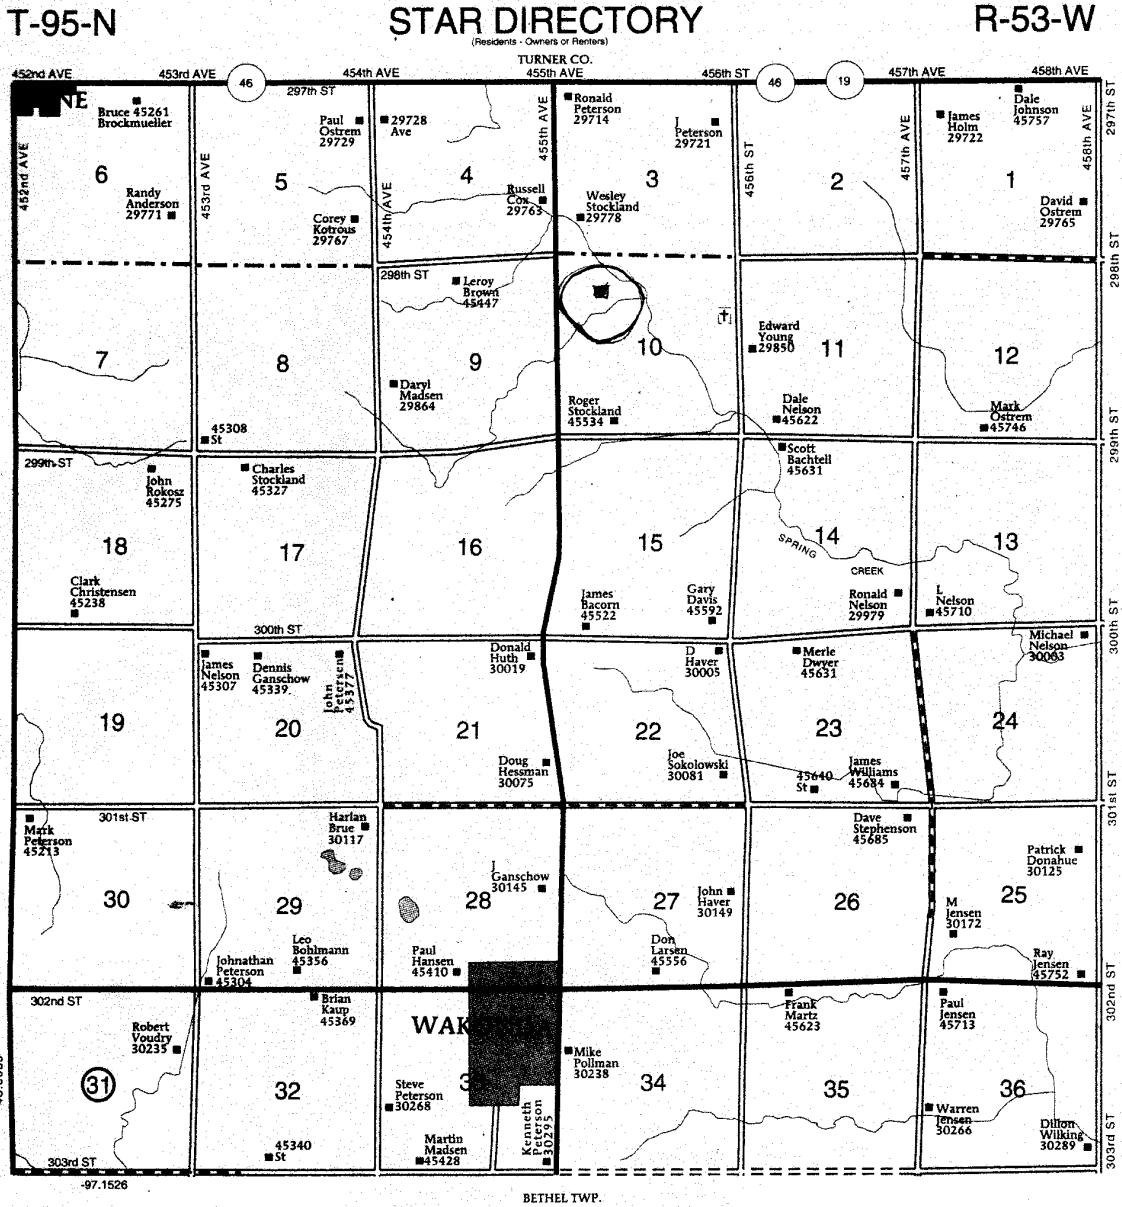 T-95-N
STAR DIRECTORY
R-53-W
(Residents - Owners or Renters)
TURNER CO.
452nd AVE
453rd AVE
46
454th AVE
455th AVE
456th ST
46
19
457th AVE
458th AVE
297th ST
297th ST
Bruce 45261
Brockmueller
Paul
Ostrem
29729
29728
Ave
455th AVE
Ronald
Peterson
29714
J
Peterson
29721
James
Holm
29722
Dale
Johnson
45757
452nd AVE
453rd AVE
454th AVE
456th ST
457th AVE
458th AVE
6
5
4
3
2
1
Randy
Anderson
29771
Corey
Kotrous
29767
Russell
Cox
29763
Wesley
Stockland
29778
David
Ostrem
29765
298th ST
298th ST
Leroy
Brown
45447
Edward
Young
29850
7
8
9
10
11
12
Daryl
Madsen
29864
Roger
Stockland
45534
Dale
Nelson
45622
Mark
Ostrem
45746
45308
St
299th ST
299th ST
John
Rokosz
45275
Charles
Stockland
45327
Scott
Bachtell
45631
18
17
16
15
14
13
SPRING
CREEK
Clark
Christensen
45238
James
Bacorn
45522
Gary
Davis
45592
Ronald
Nelson
29979
L
Nelson
45710
300th ST
300th ST
James
Nelson
45307
Dennis
Ganschow
45339
John
Petersen
45377
Donald
Huth
30019
D
Haver
30005
Merle
Dwyer
45631
Michael
Nelson
30063
19
20
21
22
23
24
Doug
Hessman
30075
Joe
Sokolowski
30081
45640
St
James
Williams
45684
301st ST
301st ST
Mark
Peterson
45213
Harlan
Brue
30117
Dave
Stephenson
45685
Patrick
Donahue
30125
J
Ganschow
30145
John
Haver
30149
M
Jensen
30172
30
29
28
27
26
25
Johnathan
Peterson
45304
Leo
Bohlmann
45356
Paul
Hansen
45410
Don
Larsen
45556
Ray
Jensen
45752
302nd ST
302nd ST
Brian
Kaup
45369
Frank
Martz
45623
Paul
Jensen
45713
Robert
Voudry
30235
Mike
Pollman
30238
31
32
34
35
36
Steve
Peterson
30268
Kenneth
Peterson
30295
Warren
Jensen
30266
Dillon
Wilking
30289
45340
St
Martin
Madsen
45428
303rd ST
303rd ST
-97.1526
BETHEL TWP.